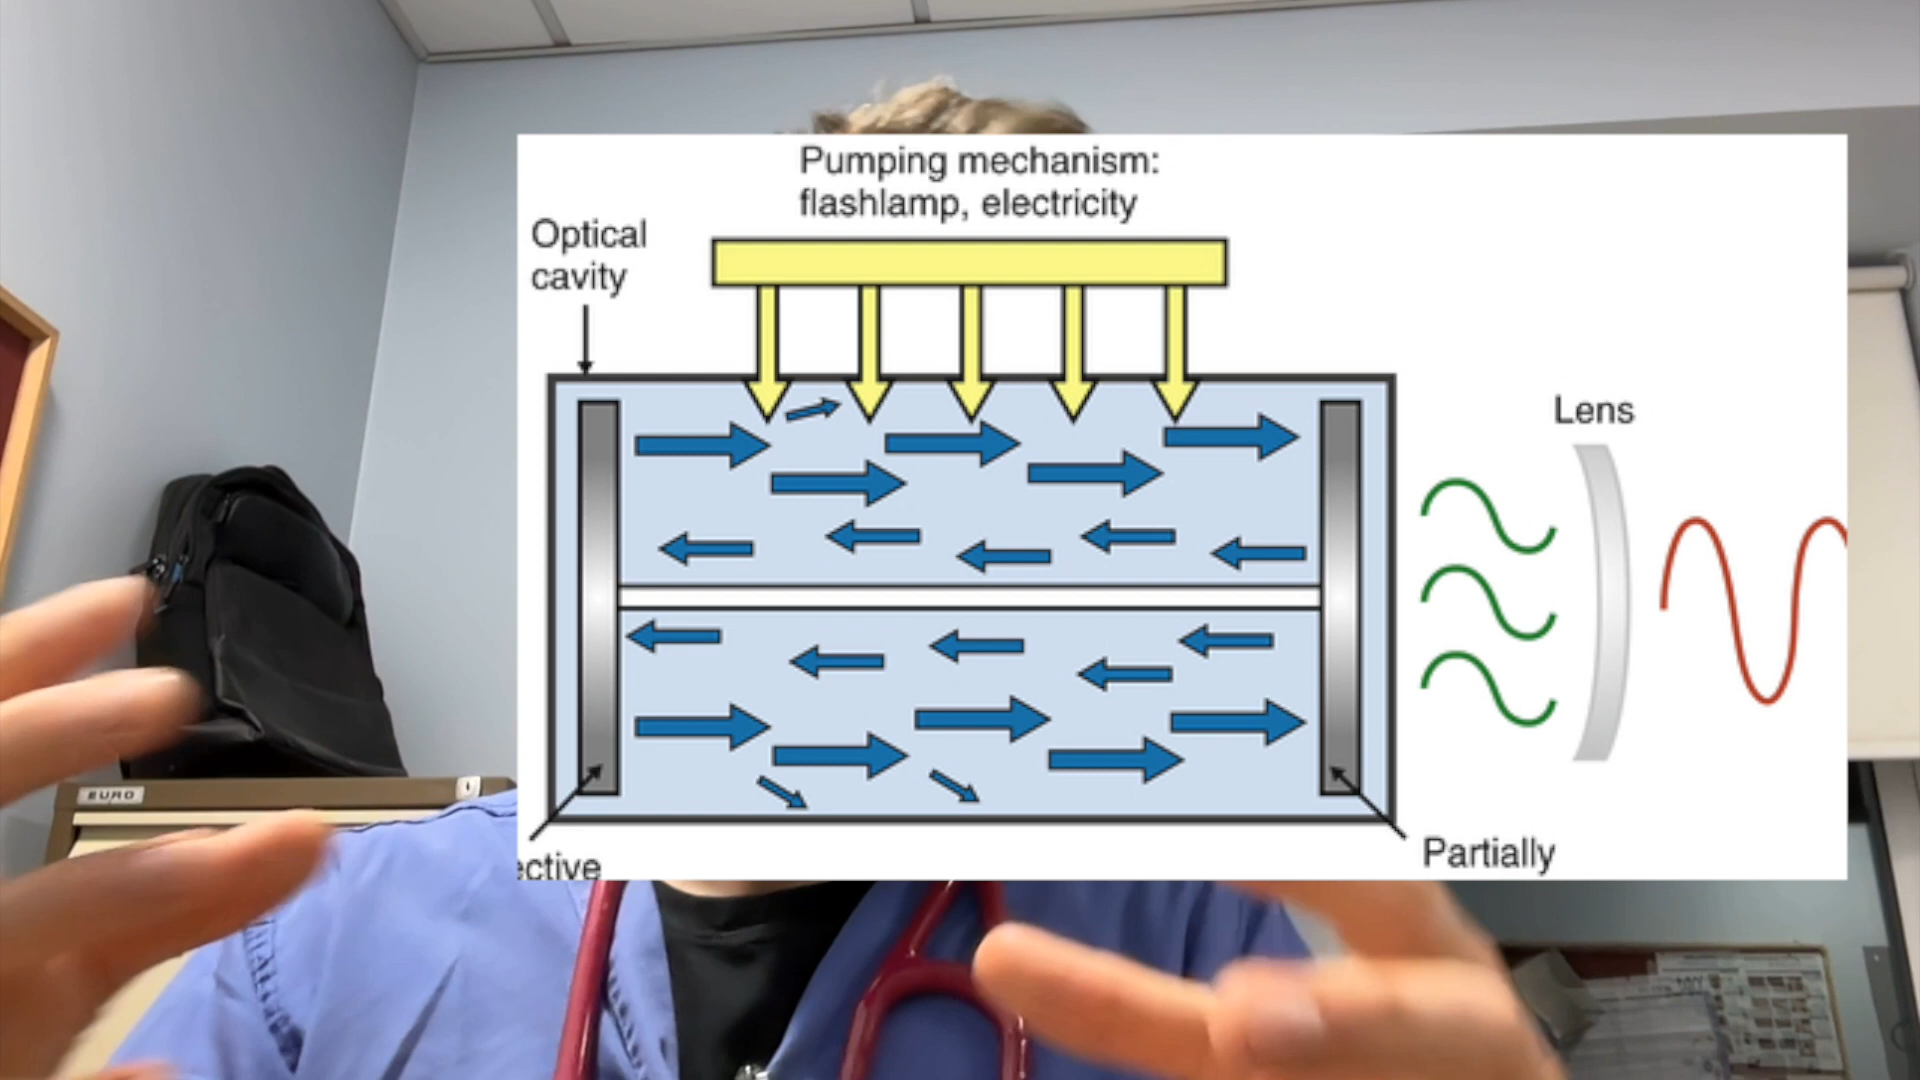 Pumping mechanism:
flashlamp, electricity
Optical
cavity
Lens
ective
Partially
EURO